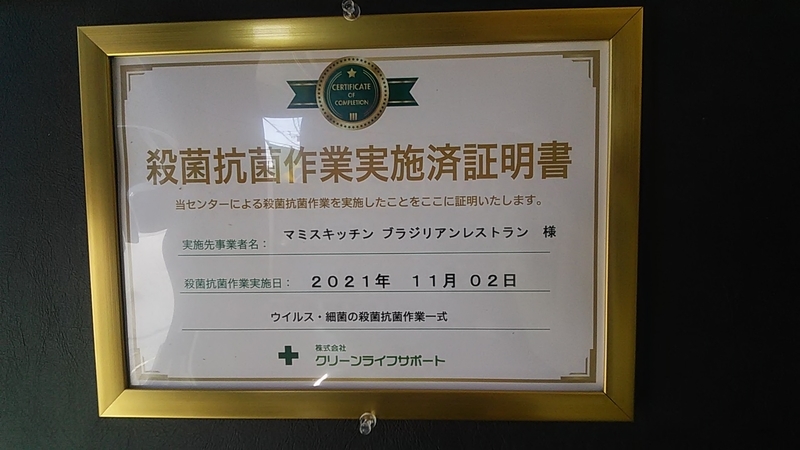 CERTIFICATE
OF
COMPLETION
殺菌抗菌作業実施済証明書
当センターによる殺菌抗菌作業を実施したことをここに証明いたします。
実施先事業者名： マミスキッチン ブラジリアンレストラン 様
殺菌抗菌作業実施日： 2021年 11月 02日
ウイルス・細菌の殺菌抗菌作業一式
株式会社
クリーンライフサポート